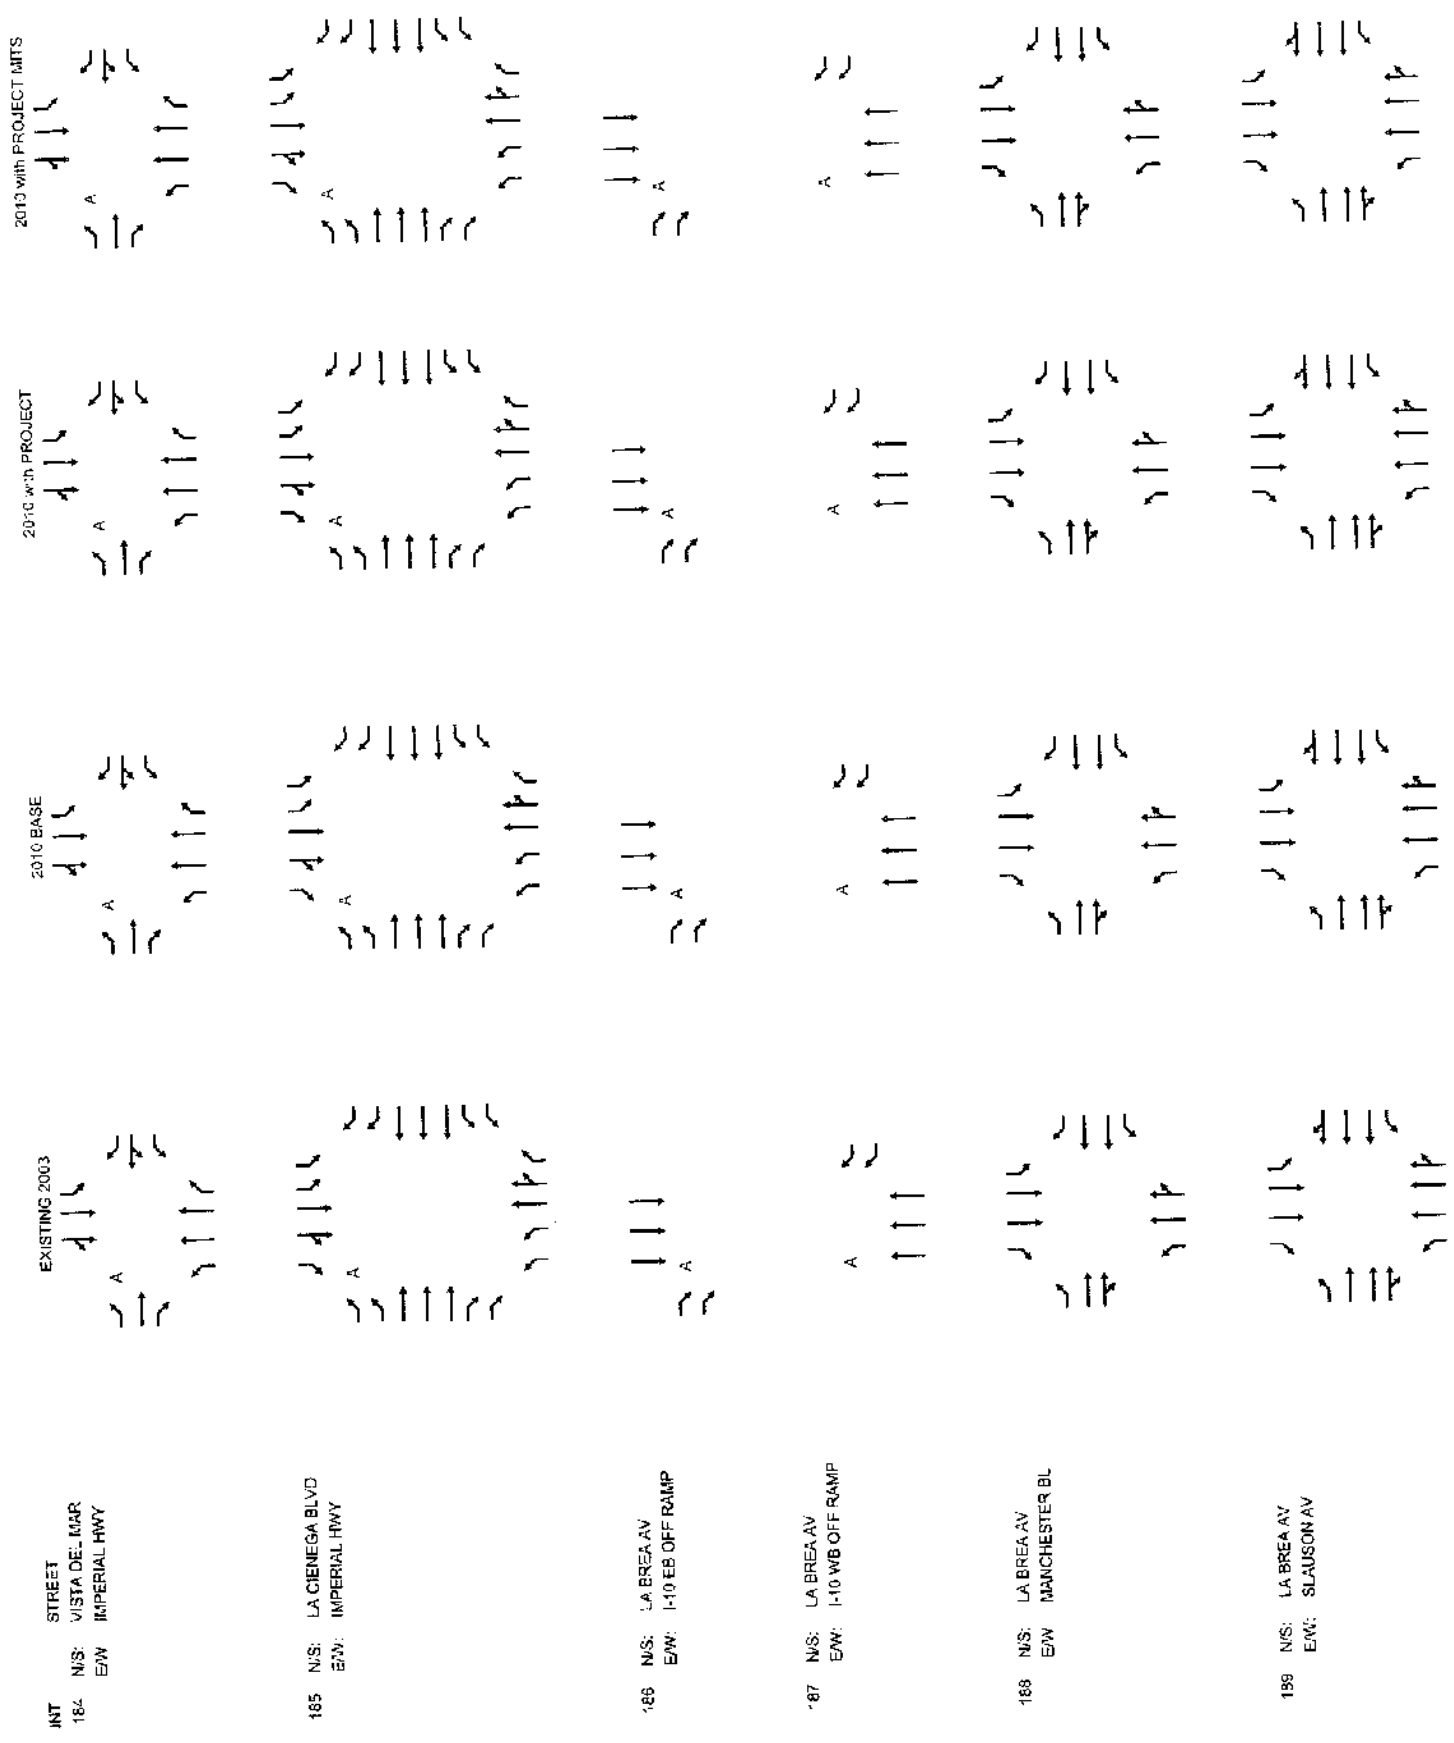 INT STREET EXISTING 2003 2010 BASE 2010 with PROJECT 2010 with PROJECT MITS
184 N/S: VISTA DEL MAR
E/W IMPERIAL HWY
A A A A
185 N/S: LA CIENEGA BLVD
E/W: IMPERIAL HWY
A A A A
186 N/S: LA BREA AV
E/W: I-10 EB OFF RAMP
A A A A
187 N/S: LA BREA AV
E/W: I-10 WB OFF RAMP
A A A A
188 N/S: LA BREA AV
E/W MANCHESTER BL
189 N/S: LA BREA AV
E/W: SLAUSON AV